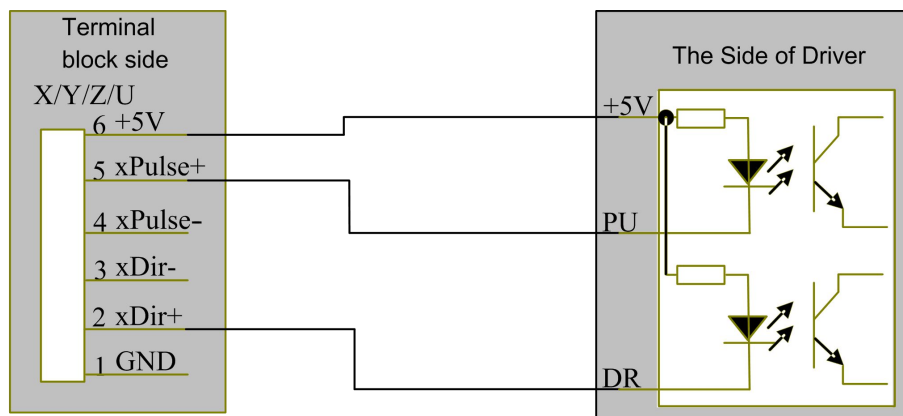 Terminal
block side
X/Y/Z/U
6 +5V
5 xPulse+
4 xPulse-
3 xDir-
2 xDir+
1 GND
The Side of Driver
+5V
PU
DR